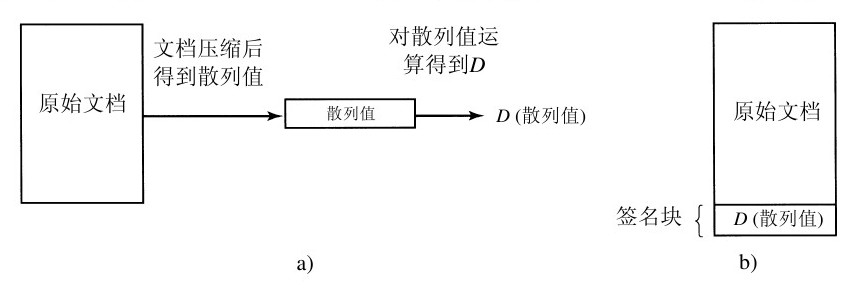 原始文档
文档压缩后
得到散列值
散列值
对散列值运
算得到D
D (散列值)
a)
原始文档
签名块
D (散列值)
b)